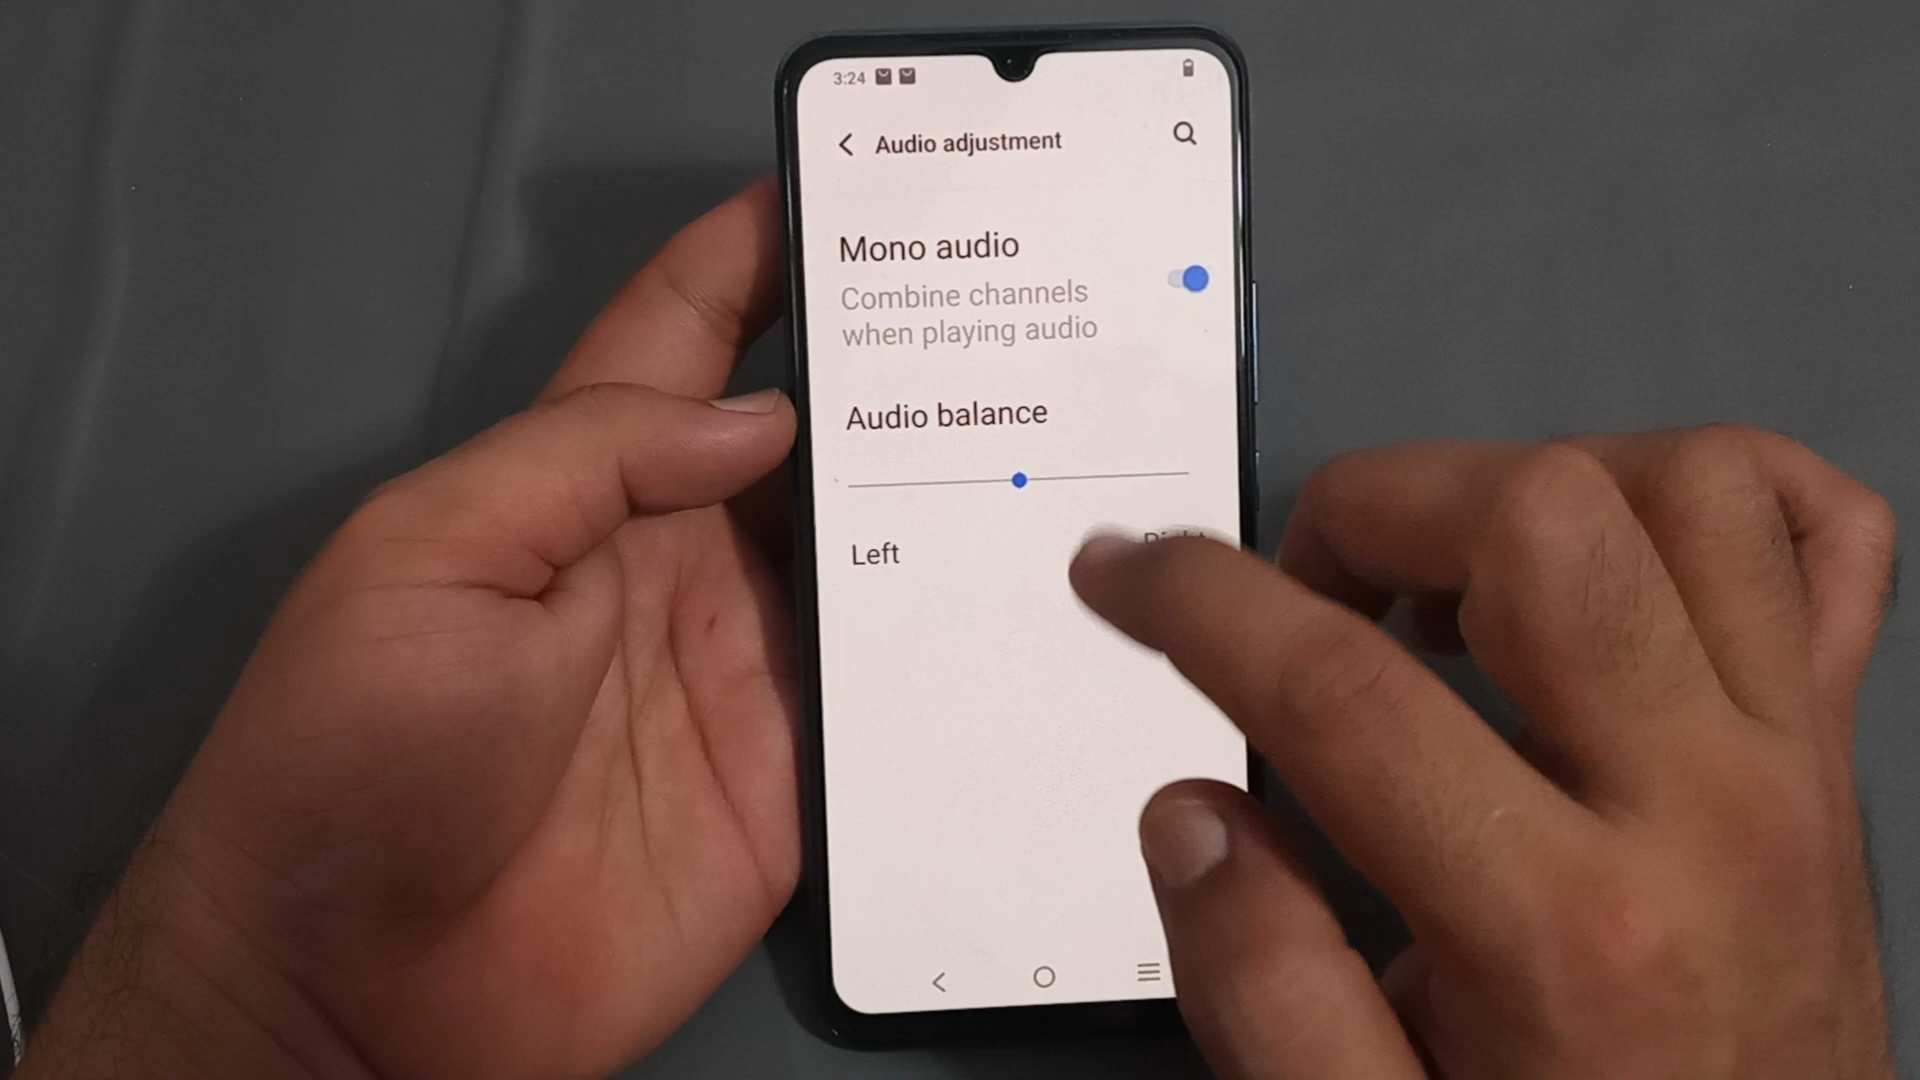 3:24
Audio adjustment
Mono audio
Combine channels
when playing audio
Audio balance
Left